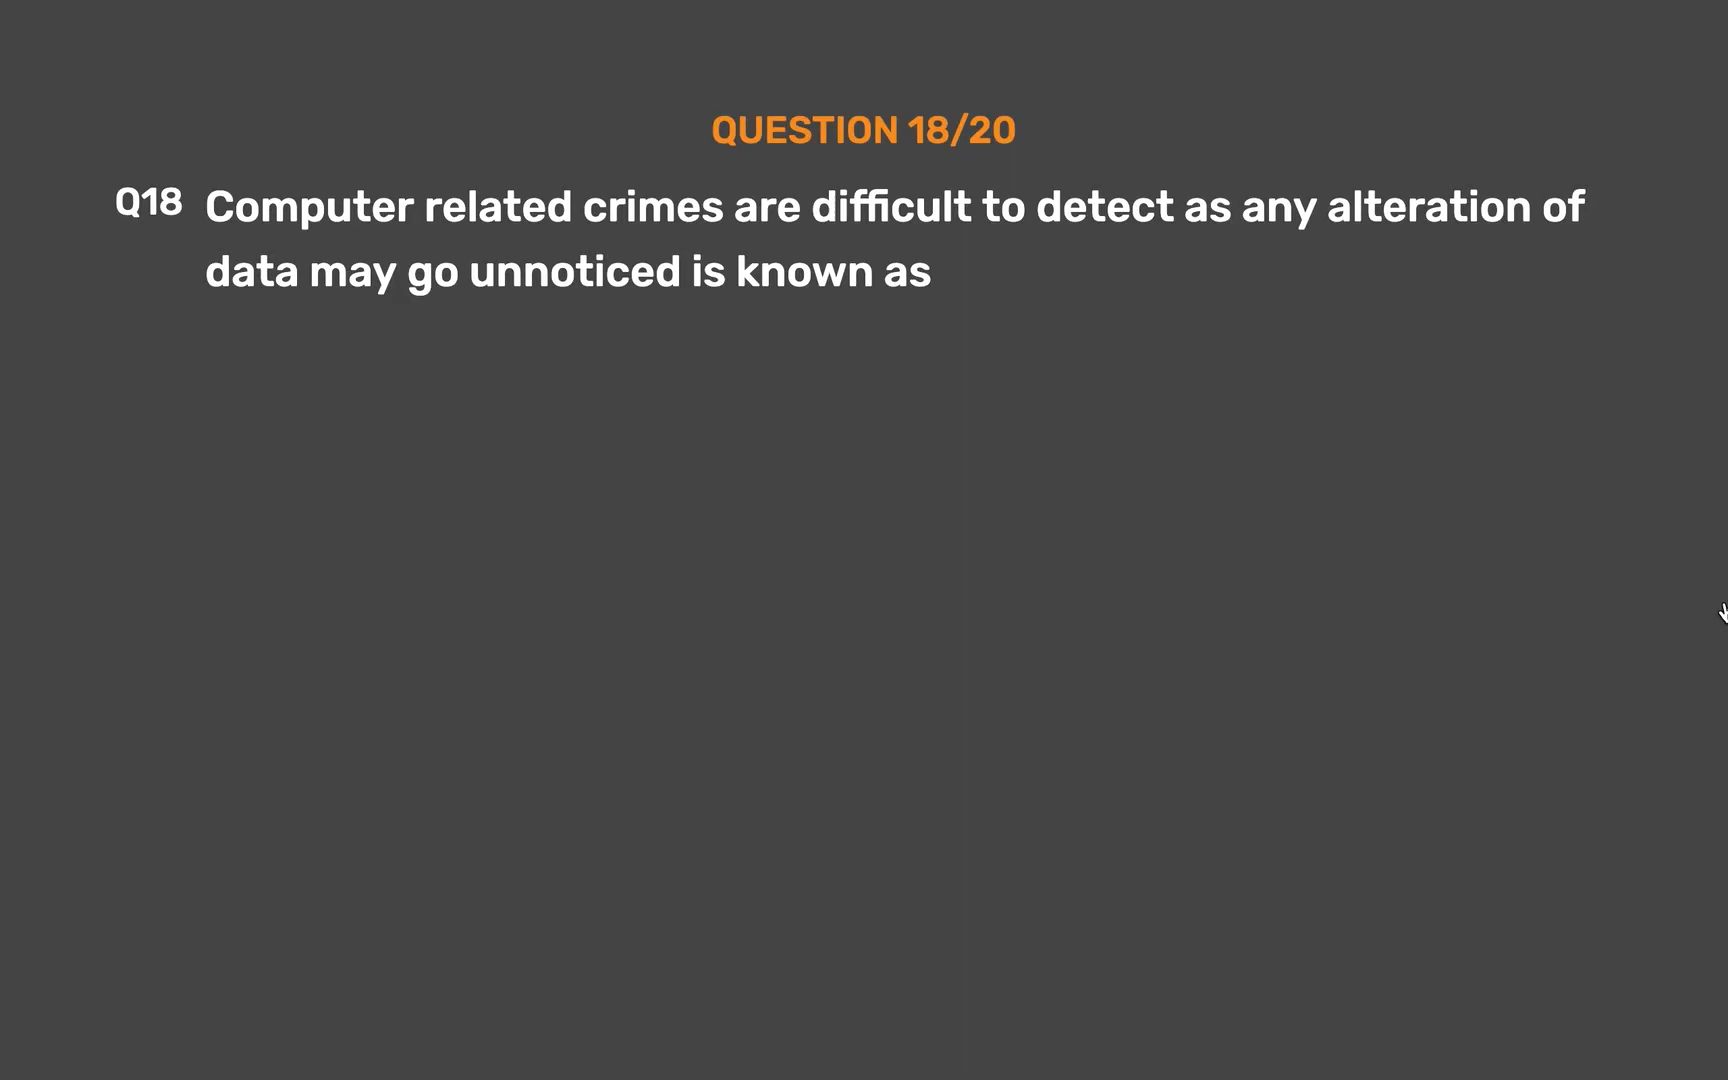 QUESTION 18/20
Q18 Computer related crimes are difficult to detect as any alteration of
data may go unnoticed is known as